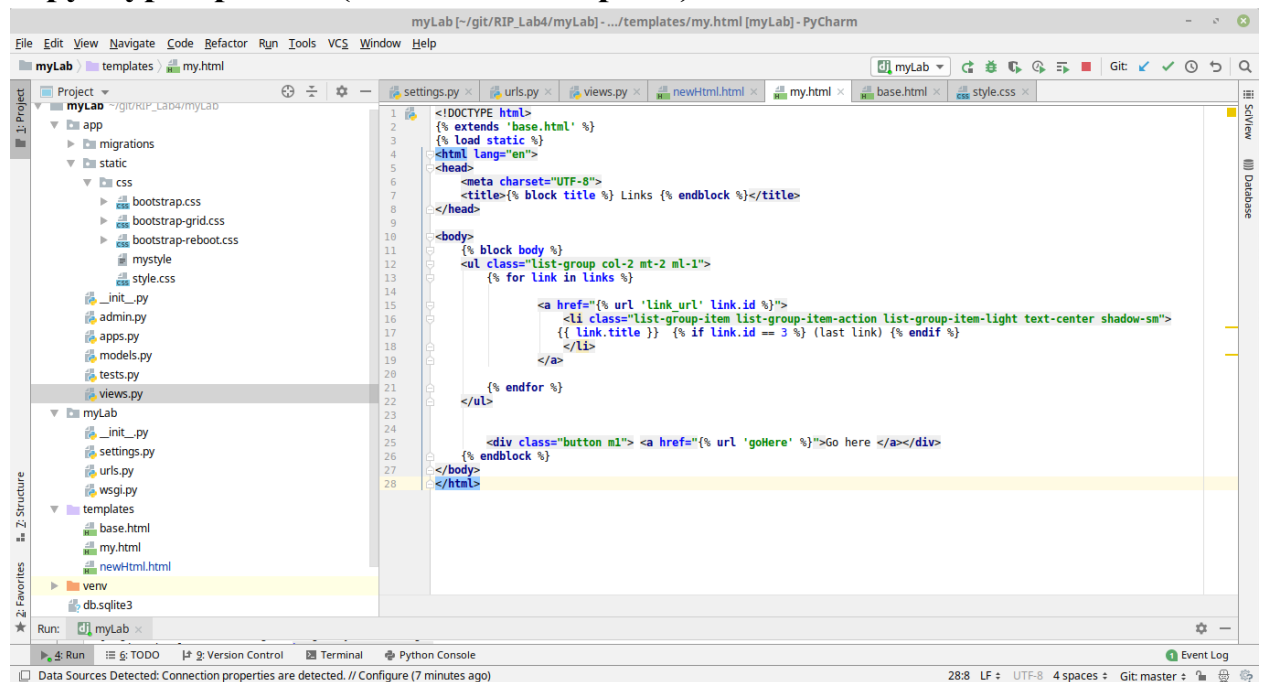 myLab [~/git/RIP_Lab4/myLab] - .../templates/my.html [myLab] - PyCharm
File Edit View Navigate Code Refactor Run Tools VCS Window Help
myLab templates my.html myLab Git:
1: Project
Project
settings.py urls.py views.py newHtml.html my.html base.html style.css
myLab ~/git/RIP_Lab4/myLab
app
migrations
static
css
bootstrap.css
bootstrap-grid.css
bootstrap-reboot.css
mystyle
style.css
__init__.py
admin.py
apps.py
models.py
tests.py
views.py
myLab
__init__.py
settings.py
urls.py
wsgi.py
templates
base.html
my.html
newHtml.html
venv
db.sqlite3
1 <!DOCTYPE html>
2 {% extends 'base.html' %}
3 {% load static %}
4 <html lang="en">
5 <head>
6 <meta charset="UTF-8">
7 <title>{% block title %} Links {% endblock %}</title>
8 </head>
9
10 <body>
11 {% block body %}
12 <ul class="list-group col-2 mt-2 ml-1">
13 {% for link in links %}
14
15 <a href="{% url 'link_url' link.id %}">
16 <li class="list-group-item list-group-item-action list-group-item-light text-center shadow-sm">
17 {{ link.title }} {% if link.id == 3 %} (last link) {% endif %}
18 </li>
19 </a>
20
21 {% endfor %}
22 </ul>
23
24
25 <div class="button m1"> <a href="{% url 'goHere' %}">Go here </a></div>
26 {% endblock %}
27 </body>
28 </html>
SciView
Database
7: Structure
2: Favorites
Run: myLab
4: Run 6: TODO 9: Version Control Terminal Python Console 1 Event Log
Data Sources Detected: Connection properties are detected. // Configure (7 minutes ago) 28:8 LF UTF-8 4 spaces Git: master